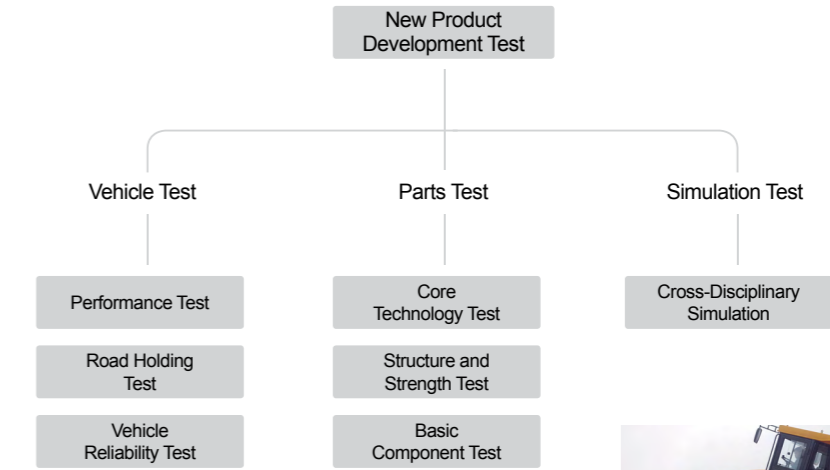 New Product
Development Test
Vehicle Test
Parts Test
Simulation Test
Performance Test
Core
Technology Test
Cross-Disciplinary
Simulation
Road Holding
Test
Structure and
Strength Test
Vehicle
Reliability Test
Basic
Component Test